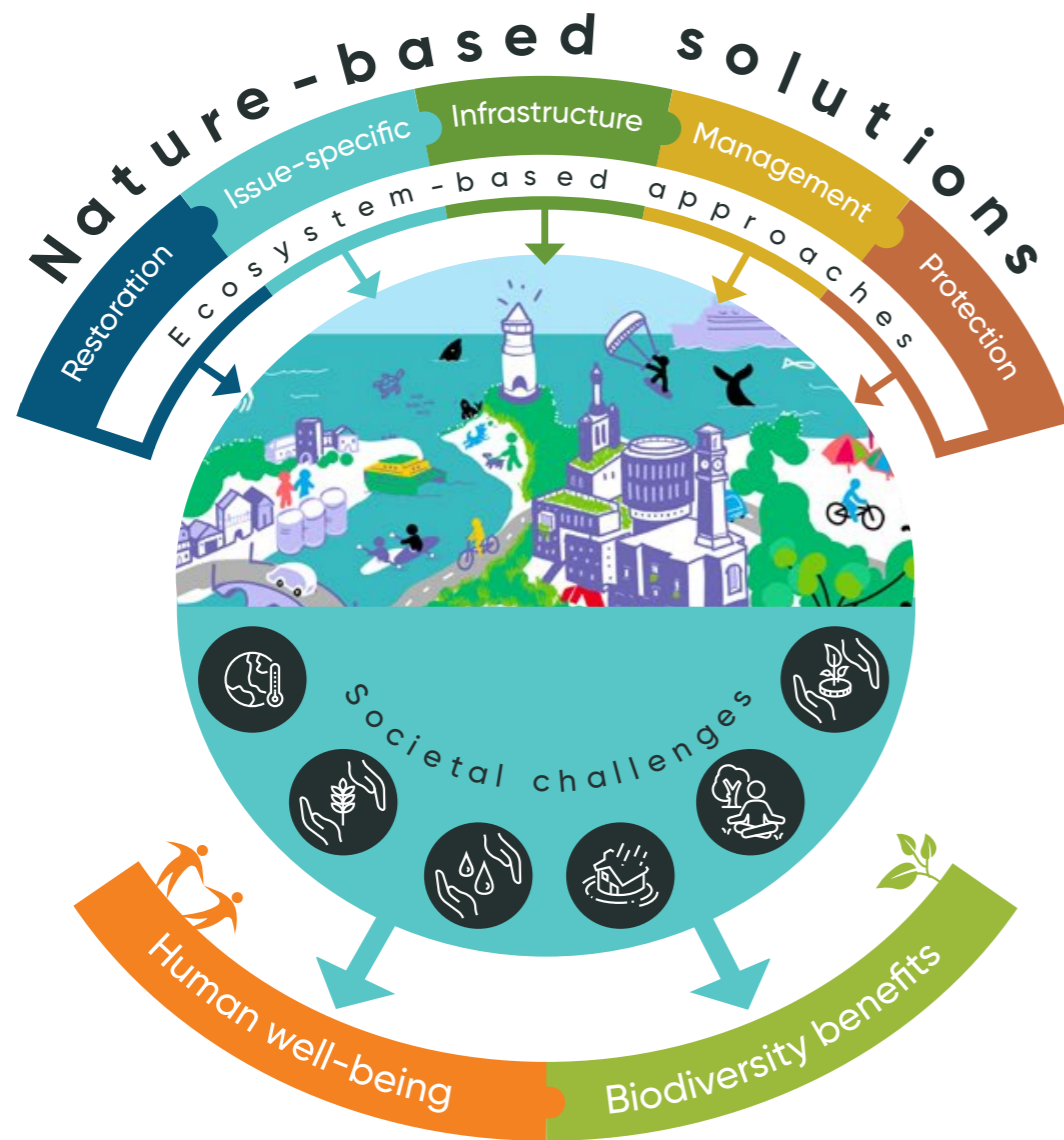 Nature-based solutions
Restoration
Issue-specific
Infrastructure
Management
Protection
Ecosystem-based approaches
Societal challenges
Human well-being
Biodiversity benefits